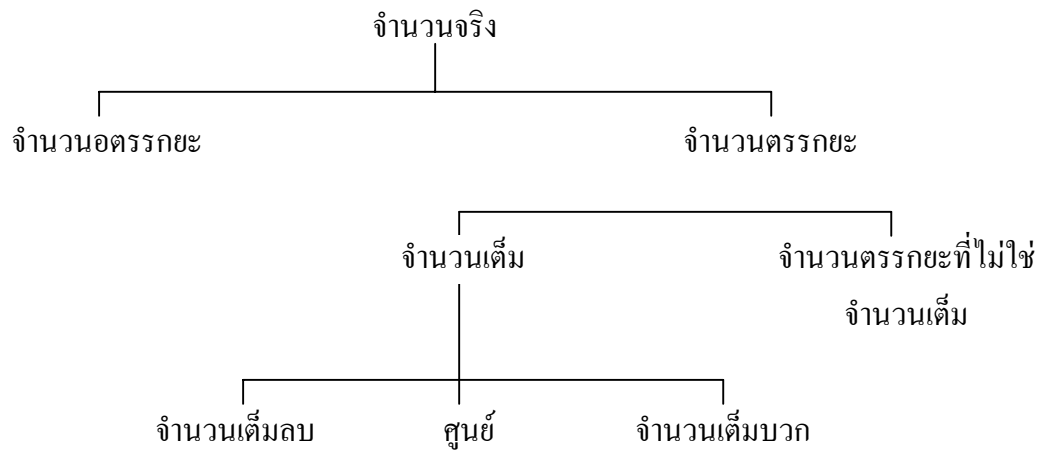 จำนวนจริง
จำนวนอตรรกยะ จำนวนตรรกยะ
จำนวนเต็ม จำนวนตรรกยะที่ไม่ใช่
จำนวนเต็ม
จำนวนเต็มลบ ศูนย์ จำนวนเต็มบวก